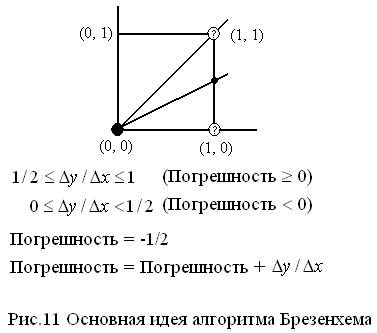 (0, 1)
?
(1, 1)
(0, 0)
?
(1, 0)
1/2 ≤ Δy / Δx ≤ 1 (Погрешность ≥ 0)
0 ≤ Δy / Δx < 1/2 (Погрешность < 0)
Погрешность = -1/2
Погрешность = Погрешность + Δy / Δx
Рис.11 Основная идея алгоритма Брезенхема